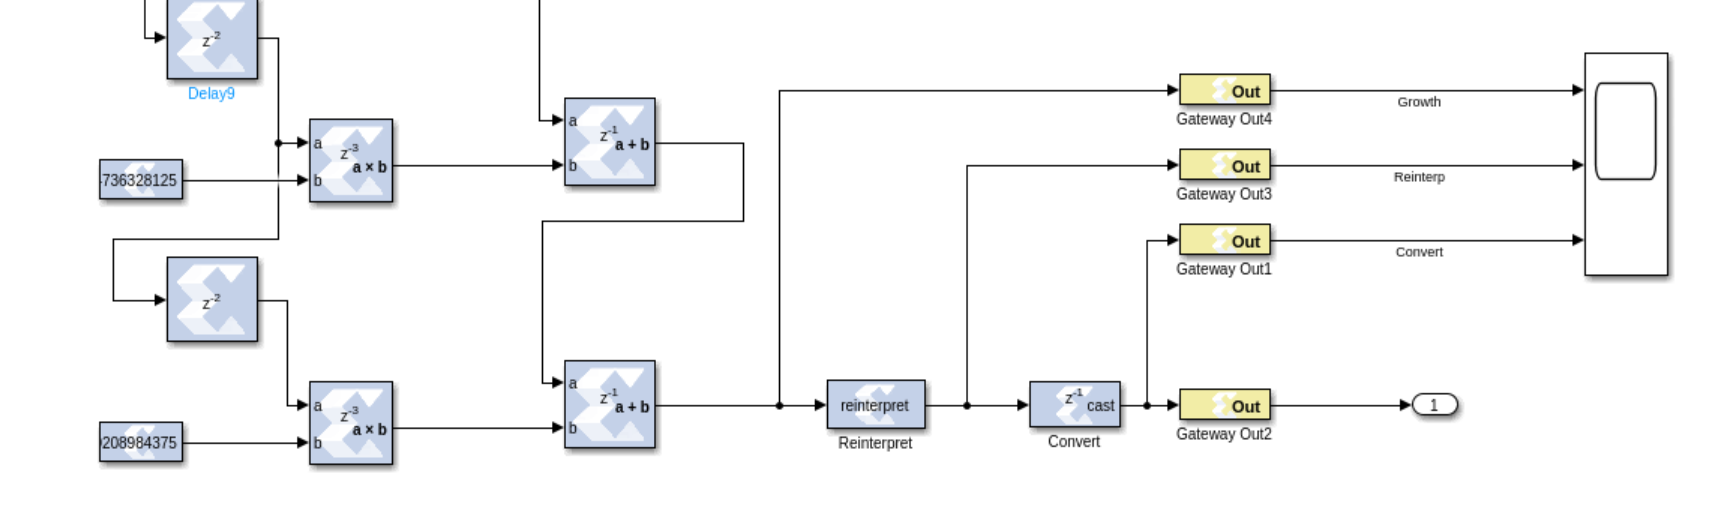 z-2
Delay9
a
z-3
a × b
b
-736328125
a
z-1
a + b
b
Out
Gateway Out4
Growth
Out
Gateway Out3
Reinterp
Out
Gateway Out1
Convert
z-2
a
z-3
a × b
b
0208984375
a
z-1
a + b
b
reinterpret
Reinterpret
z-1
cast
Convert
Out
Gateway Out2
1